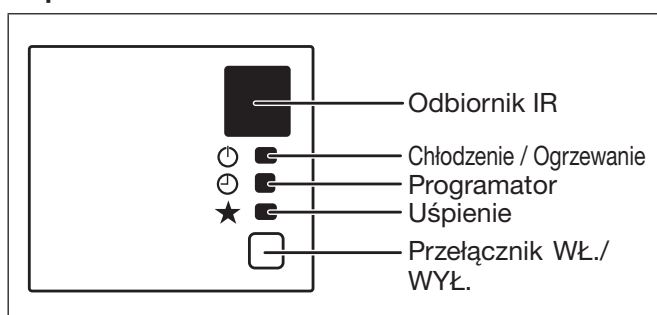 Odbiornik IR
Chłodzenie / Ogrzewanie
Programator
Uśpienie
Przełącznik WŁ./
WYŁ.